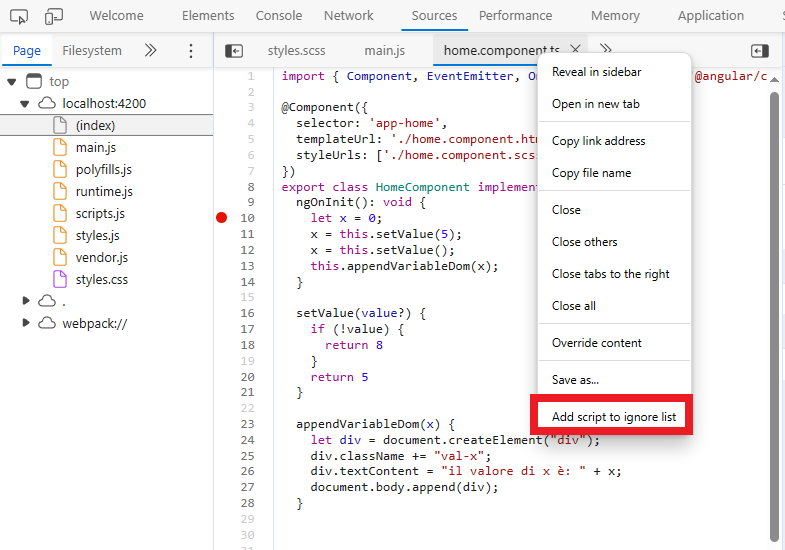 Welcome Elements Console Network Sources Performance Memory Application
Page Filesystem
styles.scss main.js home.component.ts
top
localhost:4200
(index)
main.js
polyfills.js
runtime.js
scripts.js
styles.js
vendor.js
styles.css
.
webpack://
1 import { Component, EventEmitter, On @angular/c
2
3 @Component({
4 selector: 'app-home',
5 templateUrl: './home.component.htm
6 styleUrls: ['./home.component.scs
7 })
8 export class HomeComponent implement
9 ngOnInit(): void {
10 let x = 0;
11 x = this.setValue(5);
12 x = this.setValue();
13 this.appendVariableDom(x);
14 }
15
16 setValue(value?) {
17 if (!value) {
18 return 8
19 }
20 return 5
21 }
22
23 appendVariableDom(x) {
24 let div = document.createElement("div");
25 div.className += "val-x";
26 div.textContent = "il valore di x è: " + x;
27 document.body.append(div);
28 }
29
30
Reveal in sidebar
Open in new tab
Copy link address
Copy file name
Close
Close others
Close tabs to the right
Close all
Override content
Save as...
Add script to ignore list